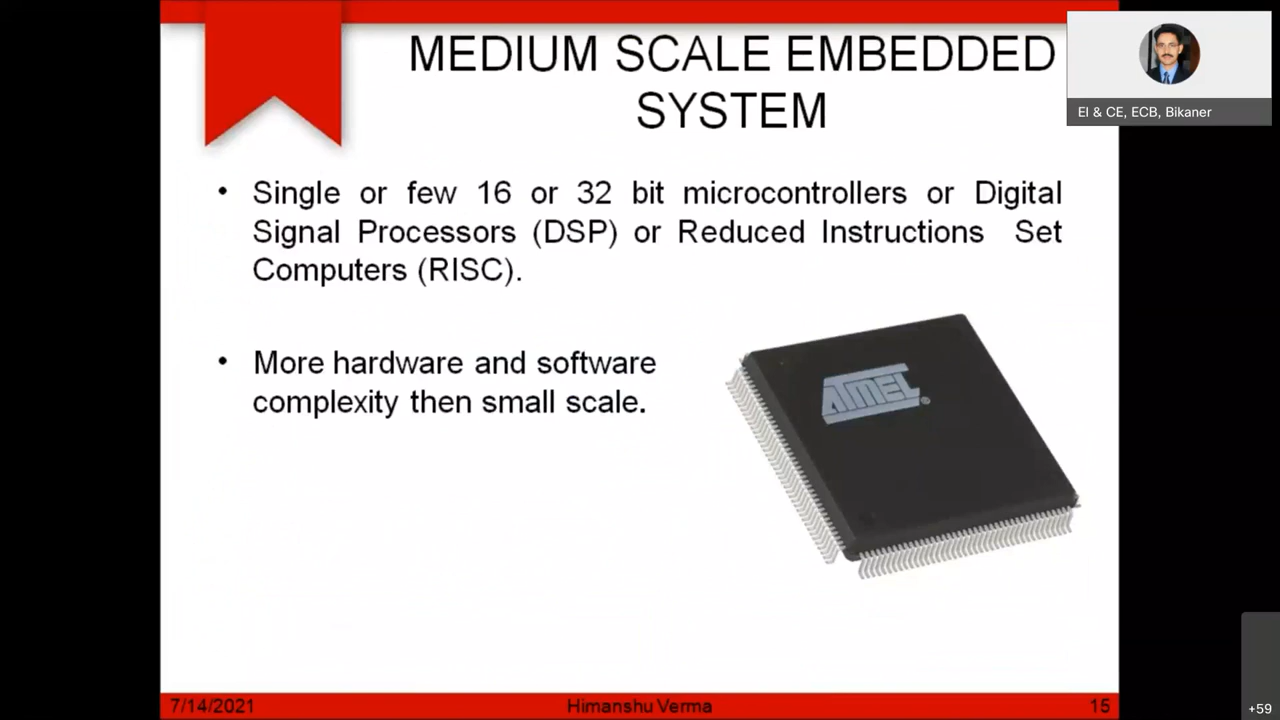 MEDIUM SCALE EMBEDDED
SYSTEM
EI & CE, ECB, Bikaner
• Single or few 16 or 32 bit microcontrollers or Digital
Signal Processors (DSP) or Reduced Instructions Set
Computers (RISC).
• More hardware and software
complexity then small scale.
ATMEL
7/14/2021
Himanshu Verma
15
+59